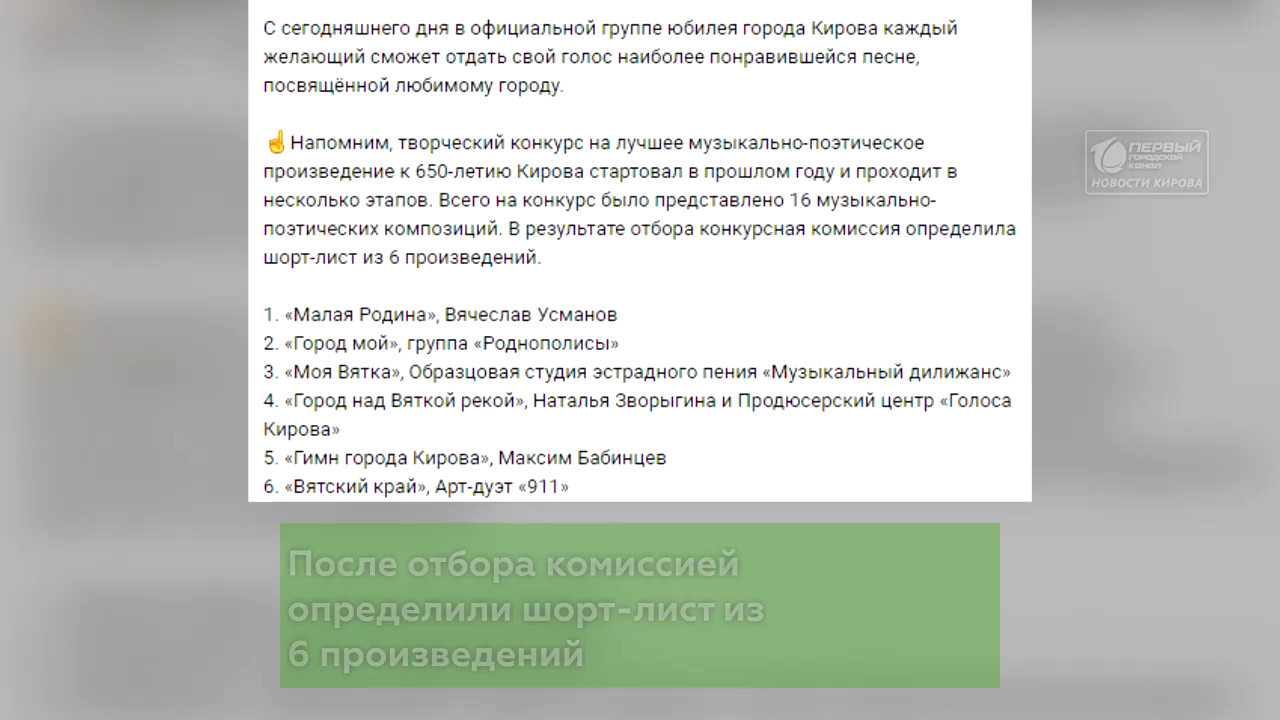 С сегодняшнего дня в официальной группе юбилея города Кирова каждый
желающий сможет отдать свой голос наиболее понравившейся песне,
посвящённой любимому городу.
☝Напомним, творческий конкурс на лучшее музыкально-поэтическое
произведение к 650-летию Кирова стартовал в прошлом году и проходит в
несколько этапов. Всего на конкурс было представлено 16 музыкально-
поэтических композиций. В результате отбора конкурсная комиссия определила
шорт-лист из 6 произведений.
1. «Малая Родина», Вячеслав Усманов
2. «Город мой», группа «Роднополисы»
3. «Моя Вятка», Образцовая студия эстрадного пения «Музыкальный дилижанс»
4. «Город над Вяткой рекой», Наталья Зворыгина и Продюсерский центр «Голоса
Кирова»
5. «Гимн города Кирова», Максим Бабинцев
6. «Вятский край», Арт-дуэт «911»
ПЕРВЫЙ
ГОРОДСКОЙ
КАНАЛ
НОВОСТИ КИРОВА
После отбора комиссией
определили шорт-лист из
6 произведений